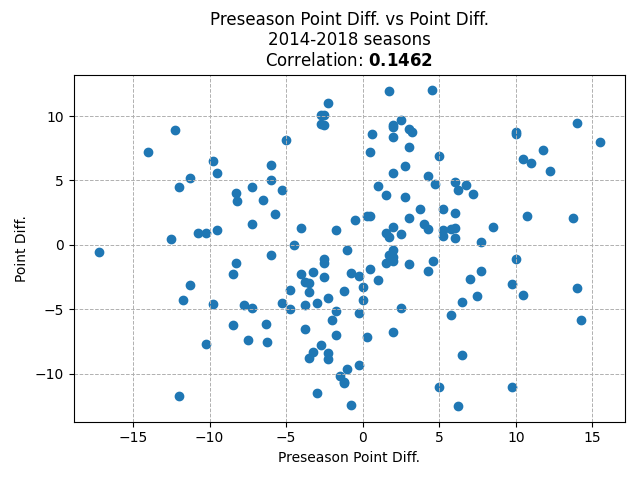 Preseason Point Diff. vs Point Diff.
2014-2018 seasons
Correlation: 0.1462
Point Diff.
10
5
0
−5
−10
−15
−10
−5
0
5
10
15
Preseason Point Diff.